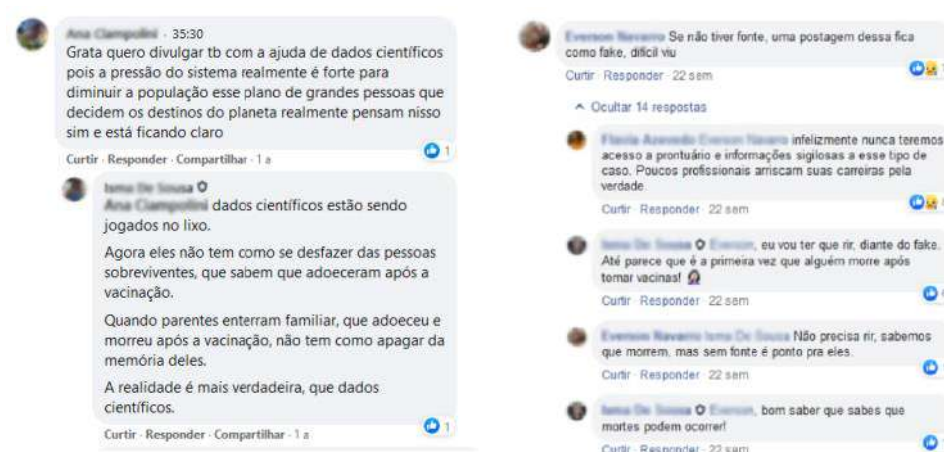 · 35:30
Grata quero divulgar tb com a ajuda de dados científicos
pois a pressão do sistema realmente é forte para
diminuir a população esse plano de grandes pessoas que
decidem os destinos do planeta realmente pensam nisso
sim e está ficando claro
Curtir · Responder · Compartilhar · 1 a
1
dados científicos estão sendo
jogados no lixo.
Agora eles não tem como se desfazer das pessoas
sobreviventes, que sabem que adoeceram após a
vacinação.
Quando parentes enterram familiar, que adoeceu e
morreu após a vacinação, não tem como apagar da
memória deles.
A realidade é mais verdadeira, que dados
científicos.
Curtir · Responder · Compartilhar · 1 a
1
Se não tiver fonte, uma postagem dessa fica
como fake, difícil viu
Curtir · Responder · 22 sem
Ocultar 14 respostas
infelizmente nunca teremos
acesso a prontuário e informações sigilosas a esse tipo de
caso. Poucos profissionais arriscam suas carreiras pela
verdade.
Curtir · Responder · 22 sem
, eu vou ter que rir, diante do fake.
Até parece que é a primeira vez que alguém morre após
tomar vacinas!
Curtir · Responder · 22 sem
Não precisa rir, sabemos
que morrem, mas sem fonte é ponto pra eles.
Curtir · Responder · 22 sem
, bom saber que sabes que
mortes podem ocorrer!
Curtir · Responder · 22 sem